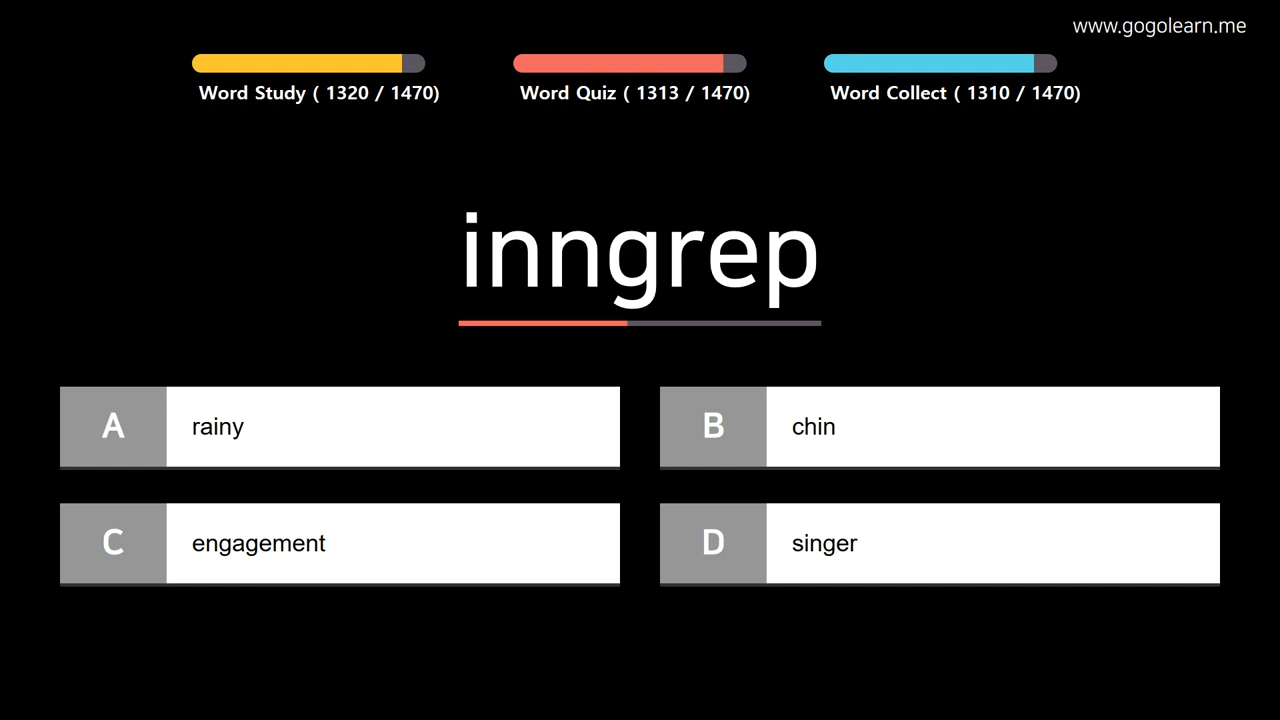 www.gogolearn.me
Word Study ( 1320 / 1470)
Word Quiz ( 1313 / 1470)
Word Collect ( 1310 / 1470)
inngrep
A rainy
B chin
C engagement
D singer